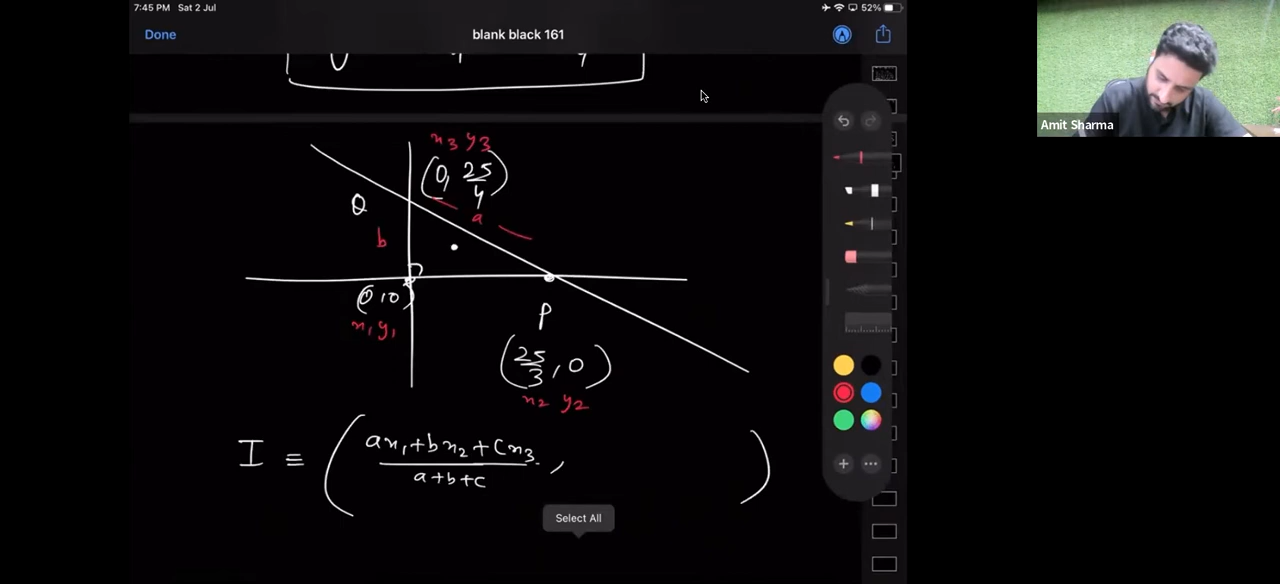 7:45 PM Sat 2 Jul
52%
Done
blank black 161
Amit Sharma
x3 y3
(0, 25/4)
Q
a
b
(0,0)
x1 y1
P
(25/3, 0)
x2 y2
I ≡ ( (ax1+bx2+Cx3)/(a+b+c) , )
Select All